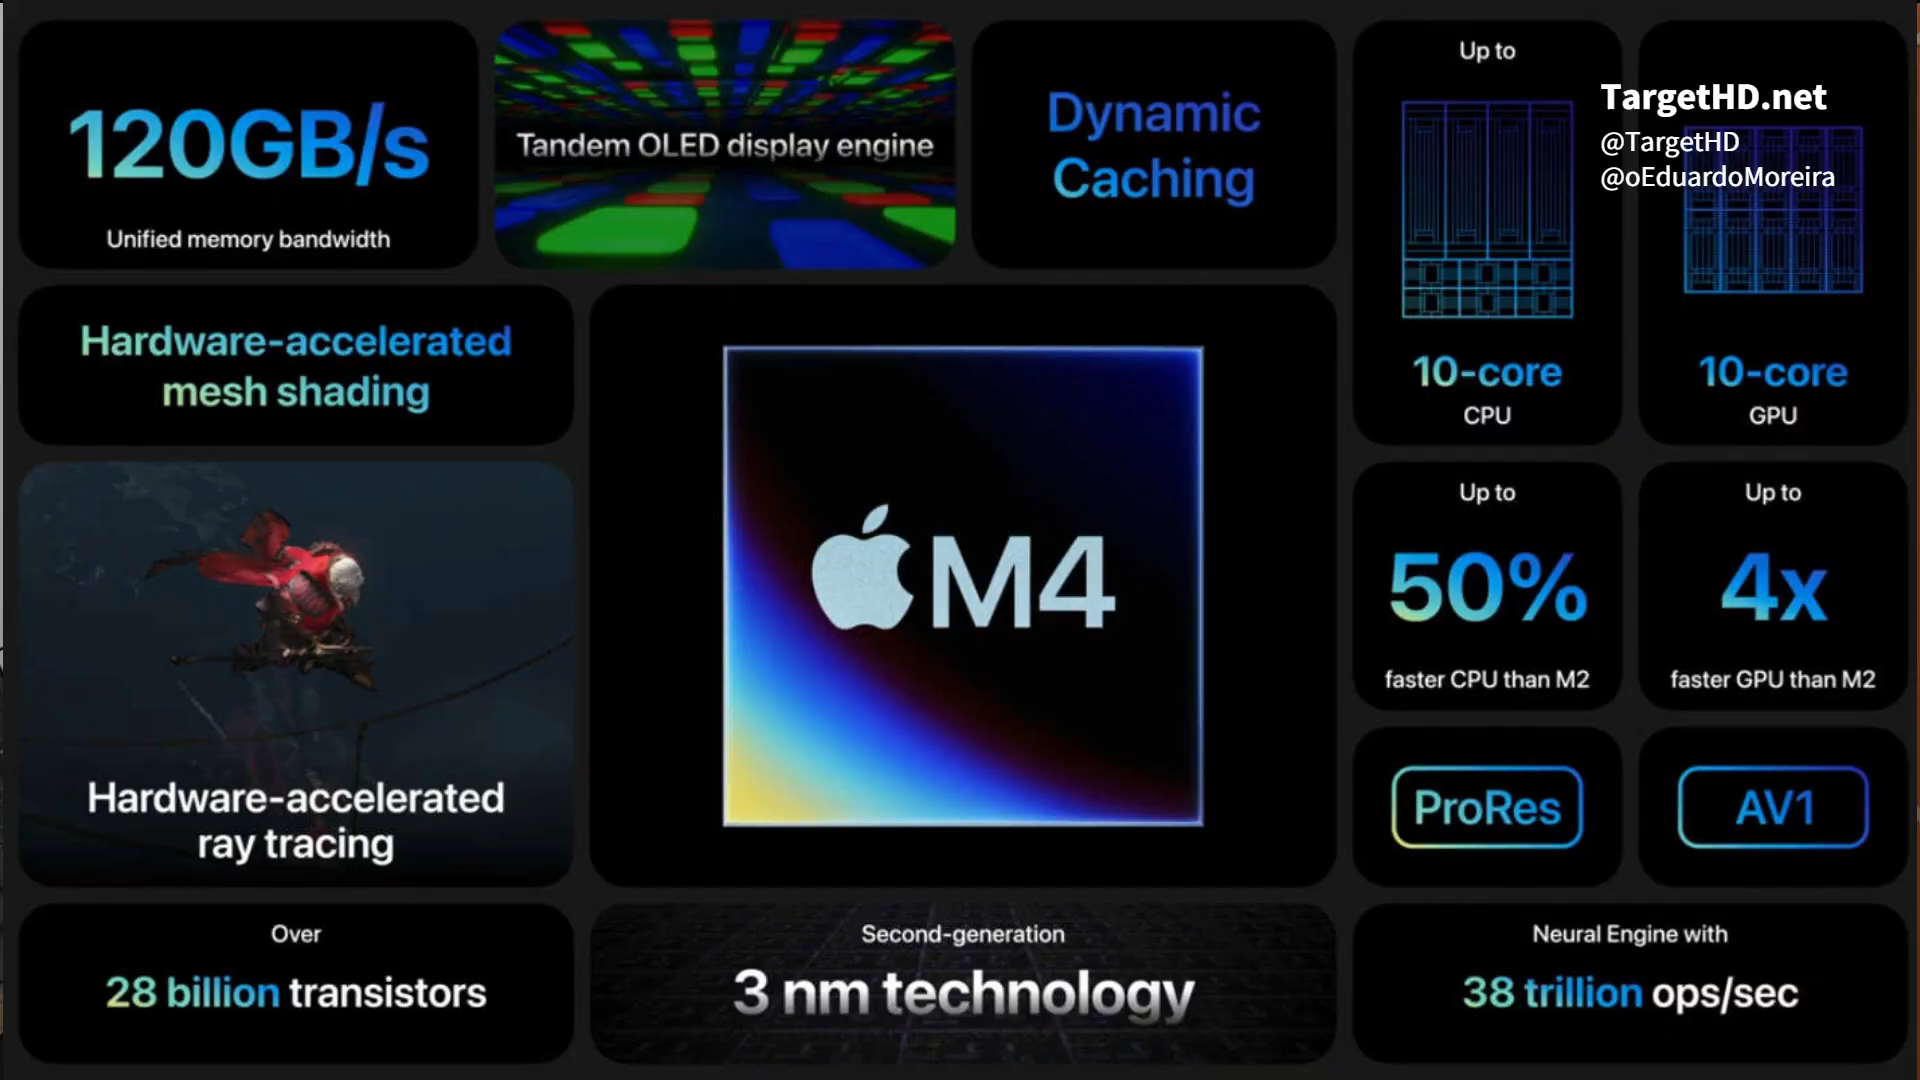 120GB/s
Unified memory bandwidth
Tandem OLED display engine
Dynamic
Caching
Up to
10-core
CPU
TargetHD.net
@TargetHD
@oEduardoMoreira
10-core
GPU
Hardware-accelerated
mesh shading
Hardware-accelerated
ray tracing
M4
Up to
50%
faster CPU than M2
Up to
4x
faster GPU than M2
ProRes
AV1
Over
28 billion transistors
Second-generation
3 nm technology
Neural Engine with
38 trillion ops/sec